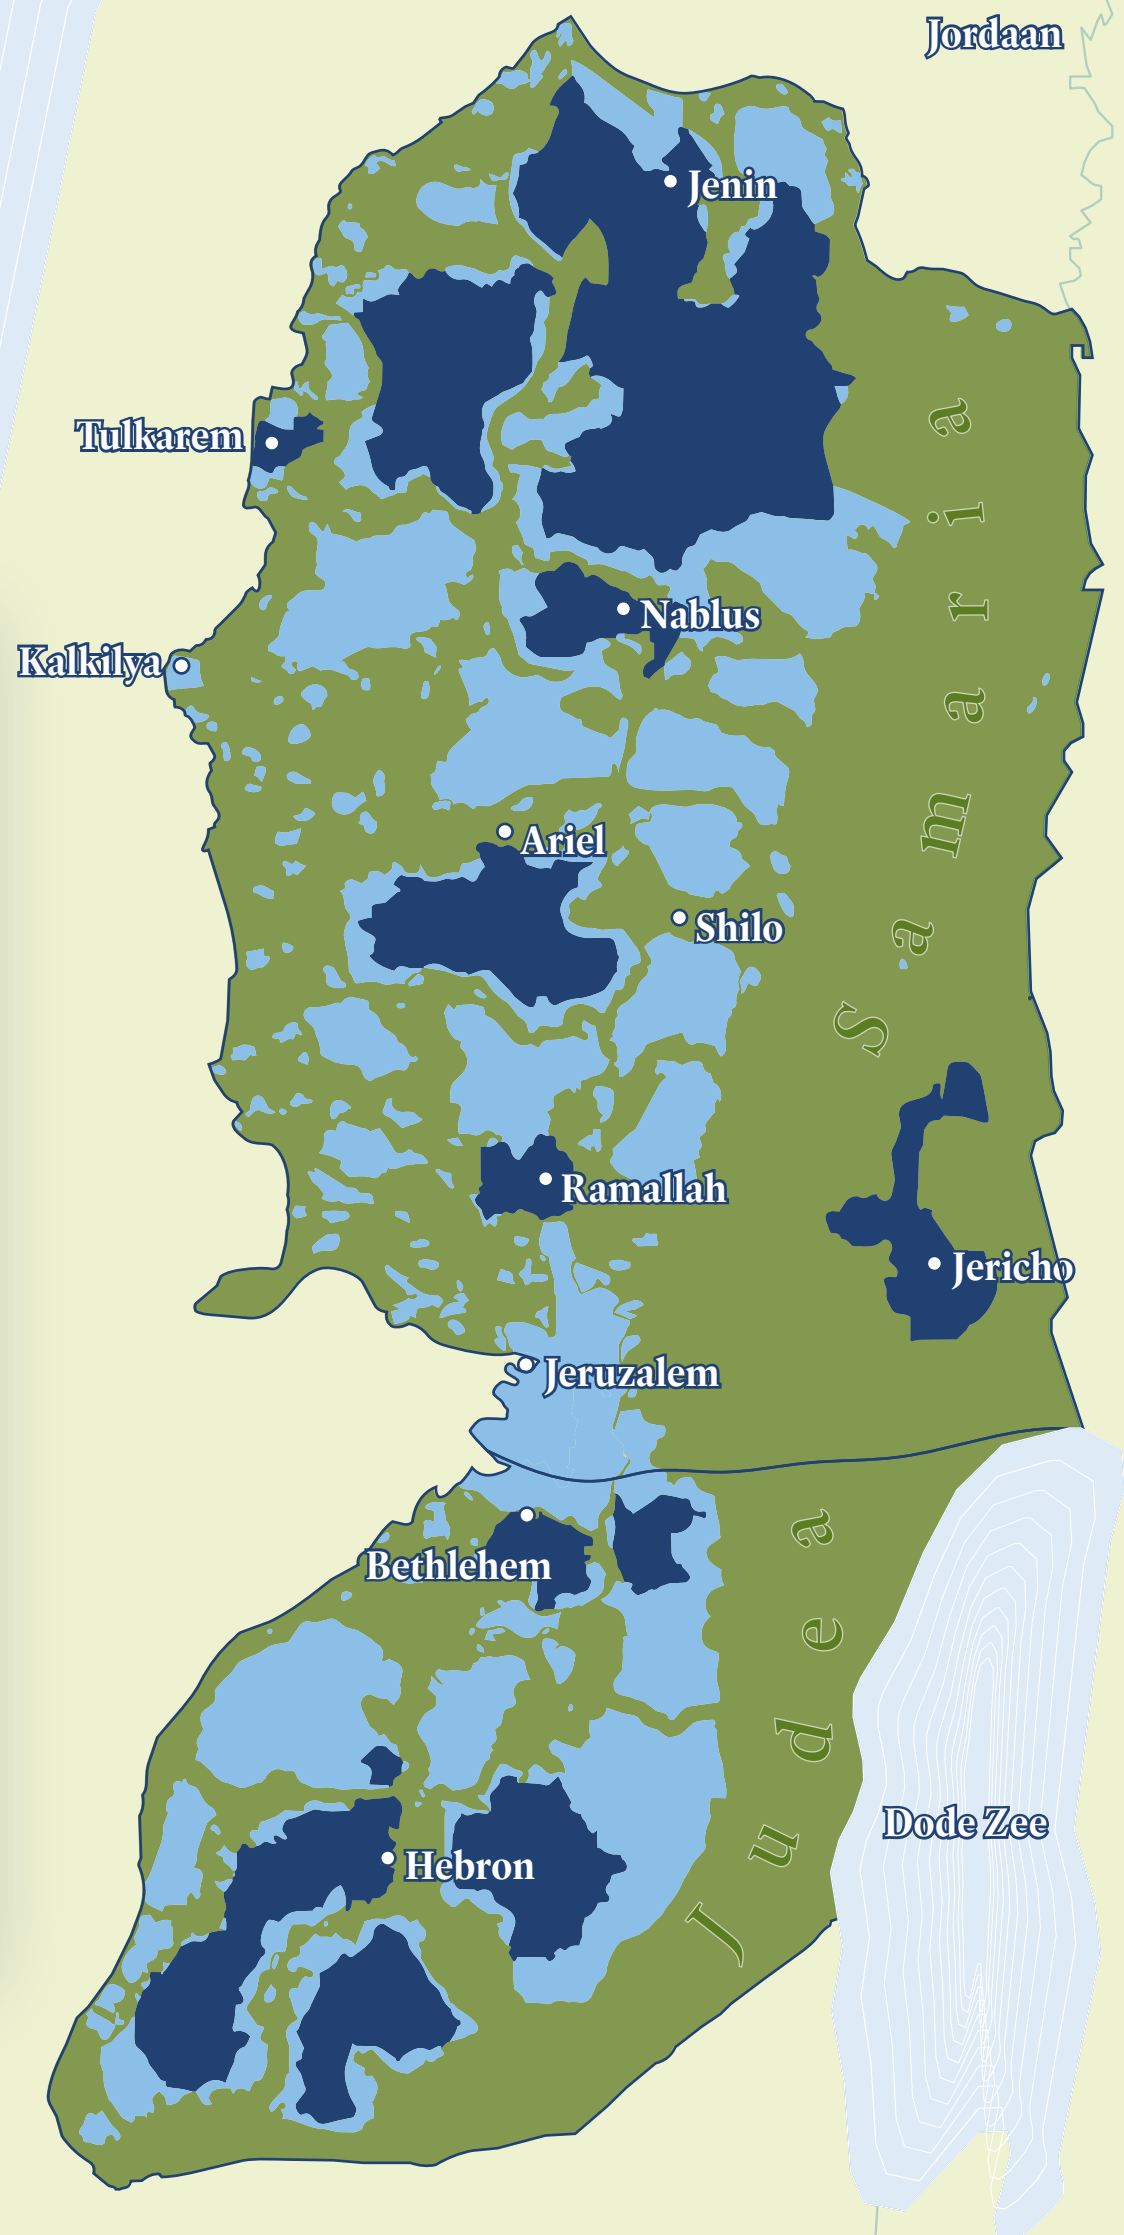 Jordaan
Jenin
Tulkarem
Nablus
Kalkilya
Samaria
Ariel
Shilo
Ramallah
Jericho
Jeruzalem
Bethlehem
Judea
Dode Zee
Hebron